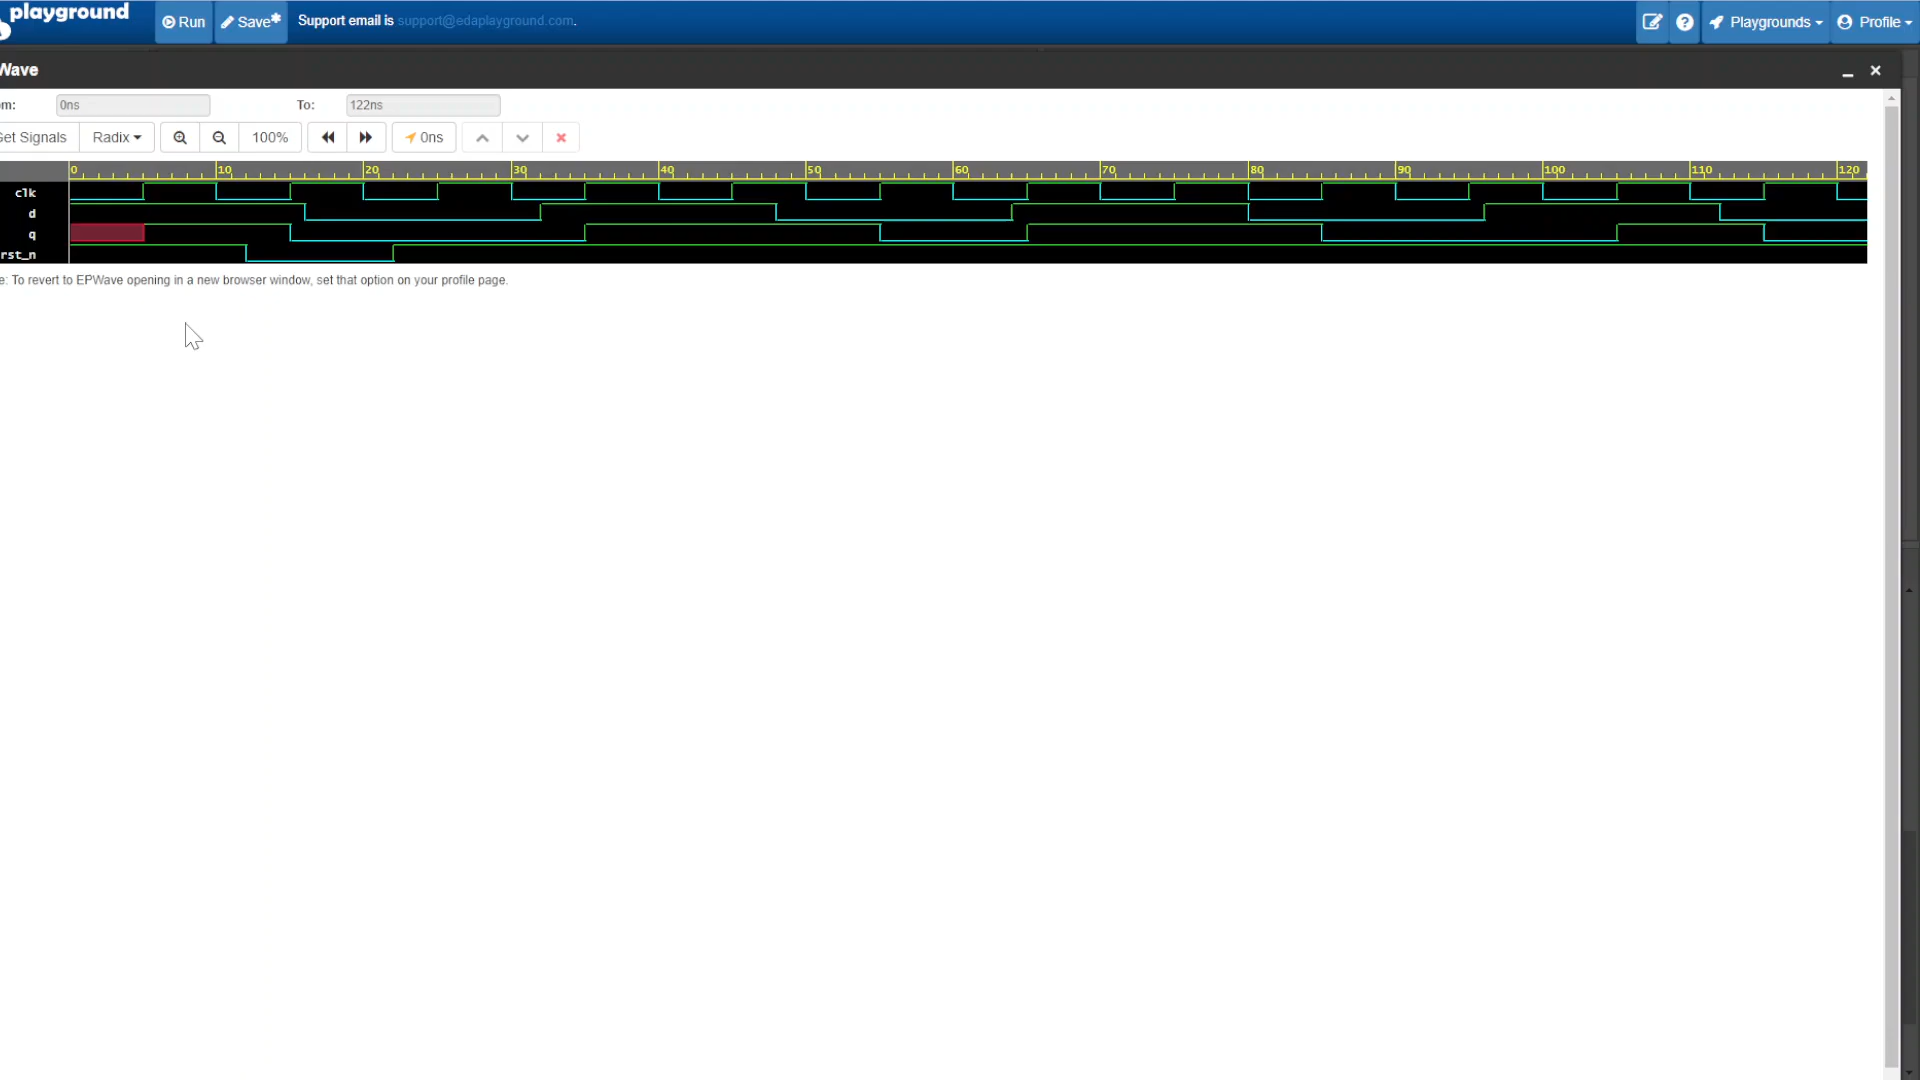 playground
Run
Save*
Support email is support@edaplayground.com.
Playgrounds
Profile
Wave
om:
0ns
To:
122ns
Get Signals
Radix
100%
0ns
0 10 20 30 40 50 60 70 80 90 100 110 120
clk
d
q
rst_n
e: To revert to EPWave opening in a new browser window, set that option on your profile page.